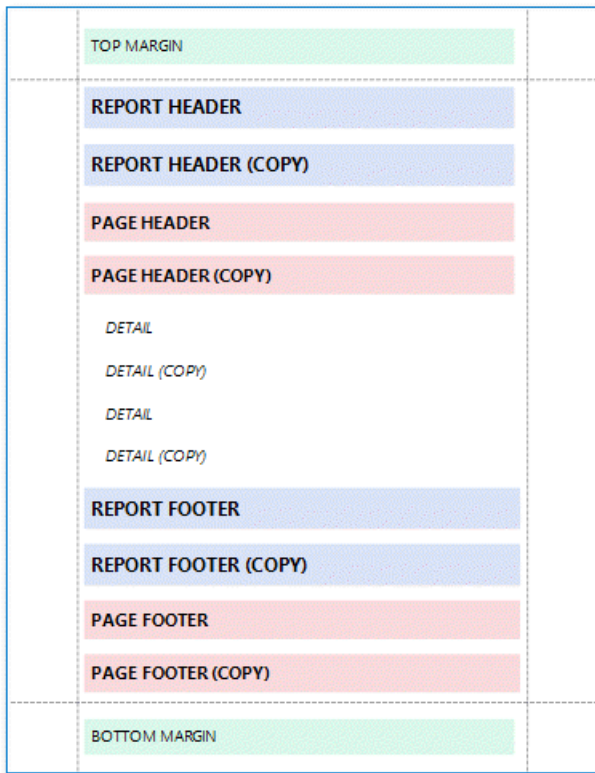 TOP MARGIN
REPORT HEADER
REPORT HEADER (COPY)
PAGE HEADER
PAGE HEADER (COPY)
DETAIL
DETAIL (COPY)
DETAIL
DETAIL (COPY)
REPORT FOOTER
REPORT FOOTER (COPY)
PAGE FOOTER
PAGE FOOTER (COPY)
BOTTOM MARGIN